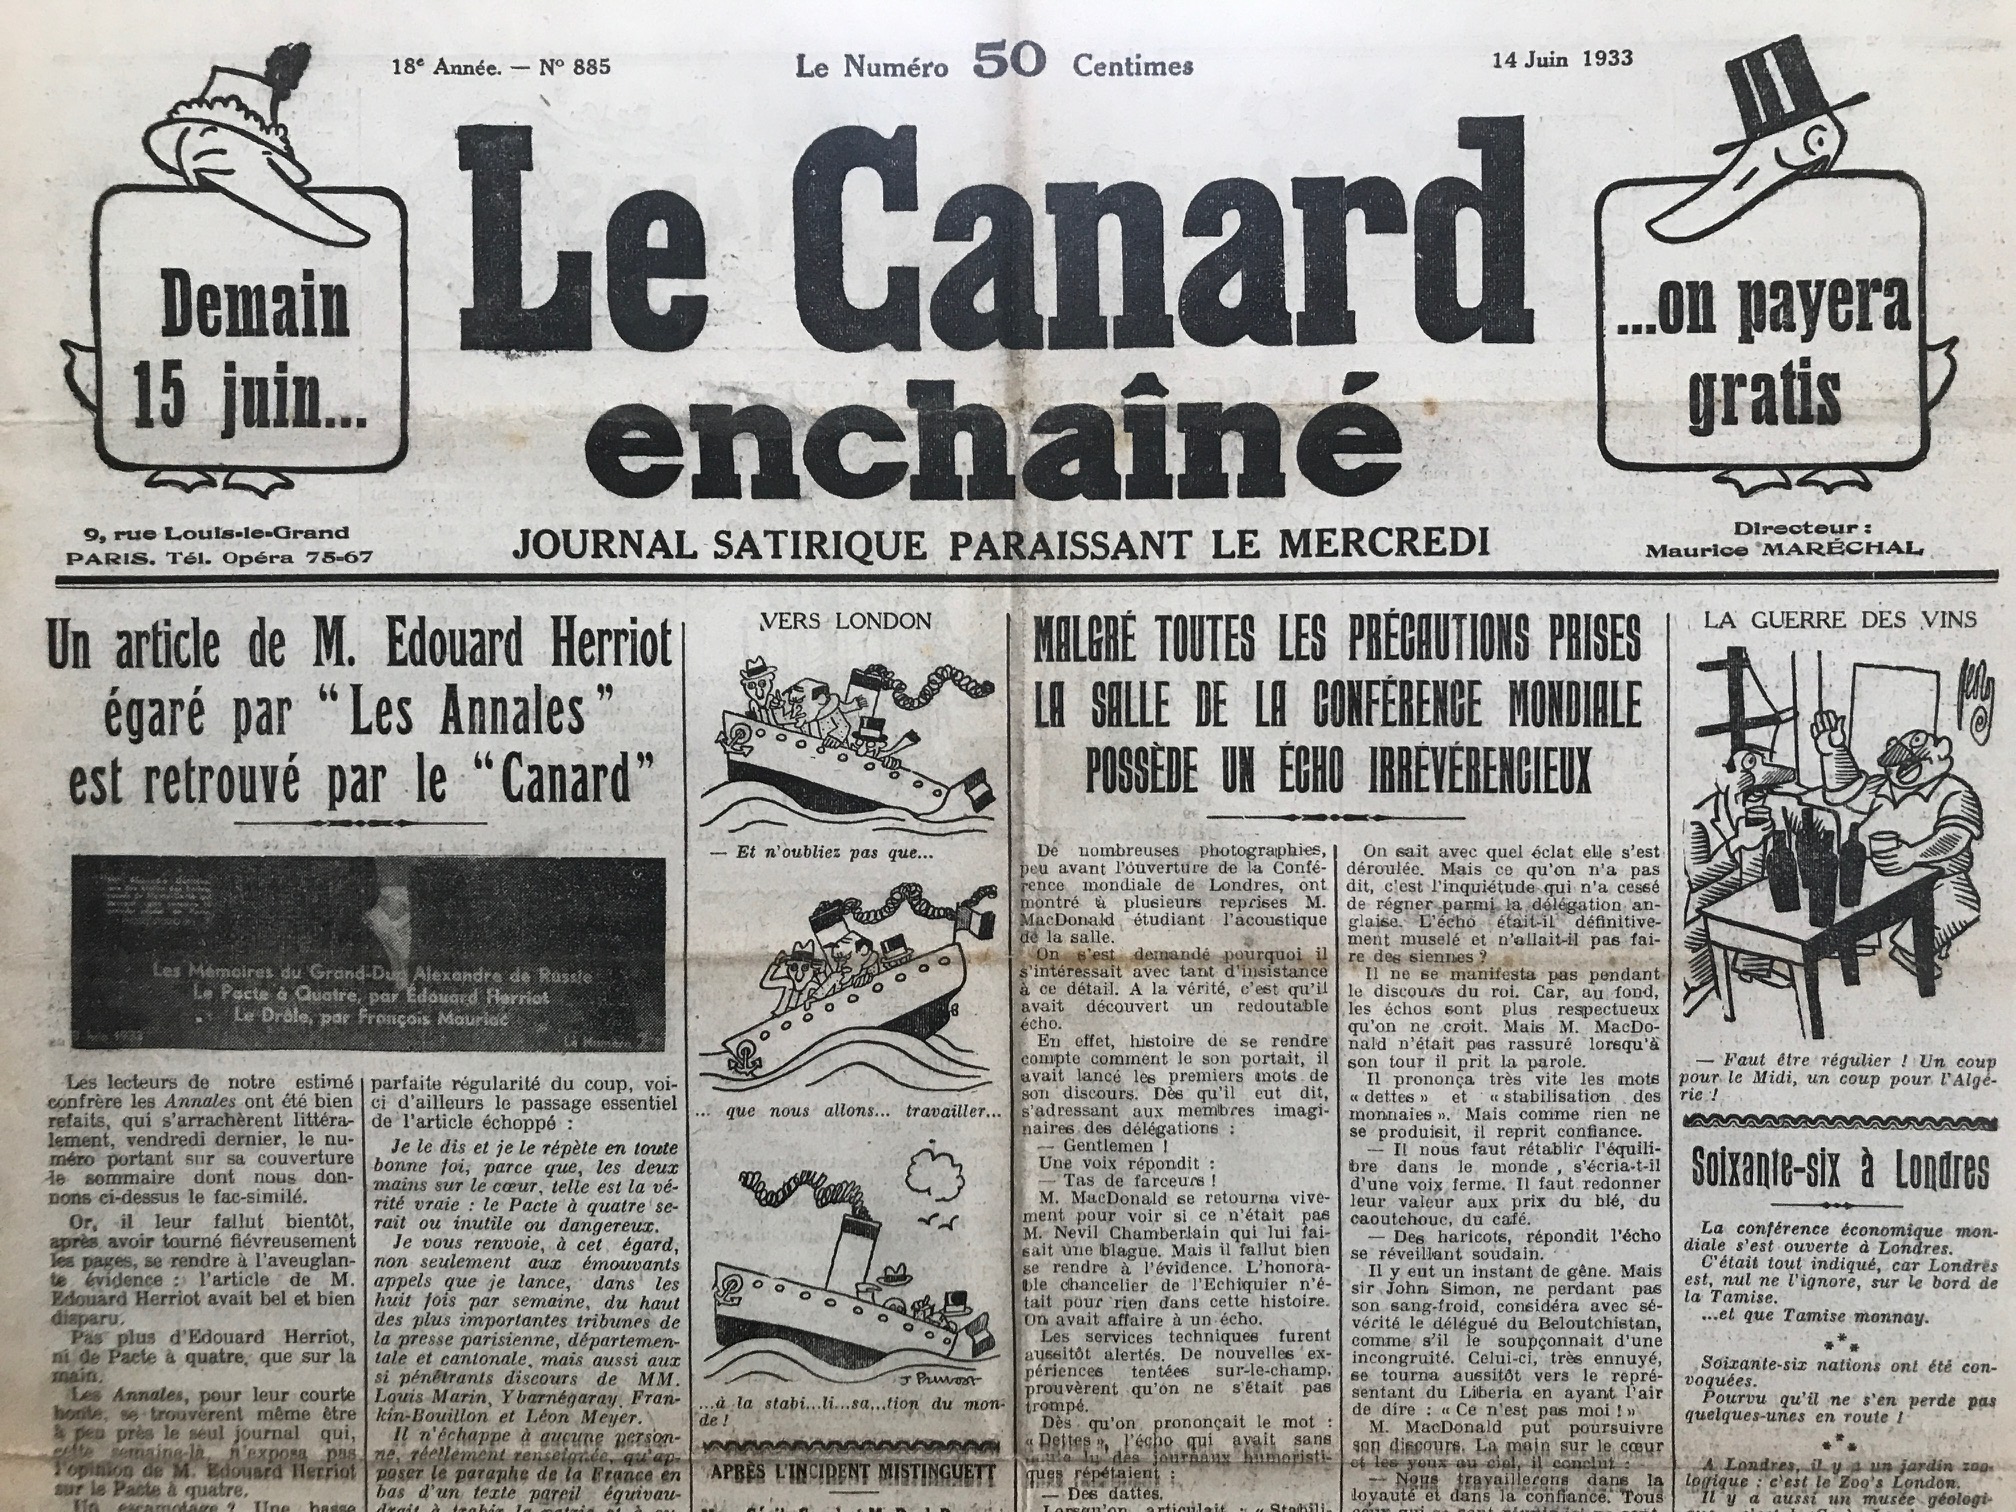 18e Année. — No 885
Le Numéro 50 Centimes
14 Juin 1933
Demain
15 juin...
Le Canard
enchaîné
...on payera
gratis
9, rue Louis-le-Grand
PARIS. Tél. Opéra 75-67
JOURNAL SATIRIQUE PARAISSANT LE MERCREDI
Directeur :
Maurice MARÉCHAL
Un article de M. Edouard Herriot
égaré par “Les Annales”
est retrouvé par le “Canard”
Les Mémoires du Grand-Duc Alexandre de Russie
Le Pacte à Quatre, par Édouard Herriot
Le Drôle, par François Mauriac
1933
Le Numéro
Les lecteurs de notre estimé
confrère les Annales ont été bien
refaits, qui s'arrachèrent littéra-
lement, vendredi dernier, le nu-
méro portant sur sa couverture
le sommaire dont nous don-
nons ci-dessus le fac-similé.
Or, il leur fallut bientôt,
après avoir tourné fiévreusement
les pages, se rendre à l'aveuglan-
te évidence : l'article de M.
Edouard Herriot avait bel et bien
disparu.
Pas plus d'Edouard Herriot,
ni de Pacte à quatre, que sur la
main.
Les Annales, pour leur courte
honte, se trouvèrent même être
à peu près le seul journal qui,
cette semaine-là, n'exposa pas
l'opinion de M. Edouard Herriot
sur le Pacte à quatre.
Un escamotage ? Une basse
parfaite régularité du coup, voi-
ci d'ailleurs le passage essentiel
de l'article échoppé :
Je le dis et je le répète en toute
bonne foi, parce que, les deux
mains sur le cœur, telle est la vé-
rité vraie : le Pacte à quatre se-
rait ou inutile ou dangereux.
Je vous renvoie, à cet égard,
non seulement aux émouvants
appels que je lance, dans les
huit fois par semaine, du haut
des plus importantes tribunes de
la presse parisienne, départemen-
tale et cantonale, mais aussi aux
si pénétrants discours de MM.
Louis Marin, Ybarnégaray, Fran-
kin-Bouillon et Léon Meyer.
Il n'échappe à aucune person-
ne, réellement renseignée, qu'ap-
poser le paraphe de la France en
bas d'un texte pareil équivau-
drait à trahir la patrie et à
VERS LONDON
— Et n'oubliez pas que...
... que nous allons... travailler...
J Pruvost
...à la stabi...li...sa...tion du mon-
de !
APRÈS L'INCIDENT MISTINGUETT
MALGRÉ TOUTES LES PRÉCAUTIONS PRISES
LA SALLE DE LA CONFÉRENCE MONDIALE
POSSÈDE UN ÉCHO IRRÉVÉRENCIEUX
De nombreuses photographies,
peu avant l'ouverture de la Confé-
rence mondiale de Londres, ont
montré à plusieurs reprises M.
MacDonald étudiant l'acoustique
de la salle.
On s'est demandé pourquoi il
s'intéressait avec tant d'insistance
à ce détail. A la vérité, c'est qu'il
avait découvert un redoutable
écho.
En effet, histoire de se rendre
compte comment le son portait, il
avait lancé les premiers mots de
son discours. Dès qu'il eut dit,
s'adressant aux membres imagi-
naires des délégations :
— Gentlemen !
Une voix répondit :
— Tas de farceurs !
M. MacDonald se retourna vive-
ment pour voir si ce n'était pas
M. Nevil Chamberlain qui lui fai-
sait une blague. Mais il fallut bien
se rendre à l'évidence. L'honora-
ble chancelier de l'Echiquier n'é-
tait pour rien dans cette histoire.
On avait affaire à un écho.
Les services techniques furent
aussitôt alertés. De nouvelles ex-
périences tentées sur-le-champ,
prouvèrent qu'on ne s'était pas
trompé.
Dès qu'on prononçait le mot :
« Dettes », l'écho qui avait sans
doute lu des journaux humoristi-
ques répétaient :
— Des dattes.
Lorsqu'on articulait : « Stabili-
On sait avec quel éclat elle s'est
déroulée. Mais ce qu'on n'a pas
dit, c'est l'inquiétude qui n'a cessé
de régner parmi la délégation an-
glaise. L'écho était-il définitive-
ment muselé et n'allait-il pas fai-
re des siennes ?
Il ne se manifesta pas pendant
le discours du roi. Car, au fond,
les échos sont plus respectueux
qu'on ne croit. Mais M. MacDo-
nald n'était pas rassuré lorsqu'à
son tour il prit la parole.
Il prononça très vite les mots
« dettes » et « stabilisation des
monnaies ». Mais comme rien ne
se produisit, il reprit confiance.
— Il nous faut rétablir l'équili-
bre dans le monde , s'écria-t-il
d'une voix ferme. Il faut redonner
leur valeur aux prix du blé, du
caoutchouc, du café.
— Des haricots, répondit l'écho
se réveillant soudain.
Il y eut un instant de gêne. Mais
sir John Simon, ne perdant pas
son sang-froid, considéra avec sé-
vérité le délégué du Beloutchistan,
comme s'il le soupçonnait d'une
incongruité. Celui-ci, très ennuyé,
se tourna aussitôt vers le repré-
sentant du Liberia en ayant l'air
de dire : « Ce n'est pas moi ! »
M. MacDonald put poursuivre
son discours. La main sur le cœur
et les yeux au ciel, il conclut :
— Nous travaillerons dans la
loyauté et dans la confiance. Tous
LA GUERRE DES VINS
— Faut être régulier ! Un coup
pour le Midi, un coup pour l'Algé-
rie !
Soixante-six à Londres
La conférence économique mon-
diale s'est ouverte à Londres.
C'était tout indiqué, car Londres
est, nul ne l'ignore, sur le bord de
la Tamise.
...et que Tamise monnay.
***
Soixante-six nations ont été con-
voquées.
Pourvu qu'il ne s'en perde pas
quelques-unes en route !
***
A Londres, il y a un jardin zoo-
logique : c'est le Zoo's London.
Il y a aussi un musée géologi-